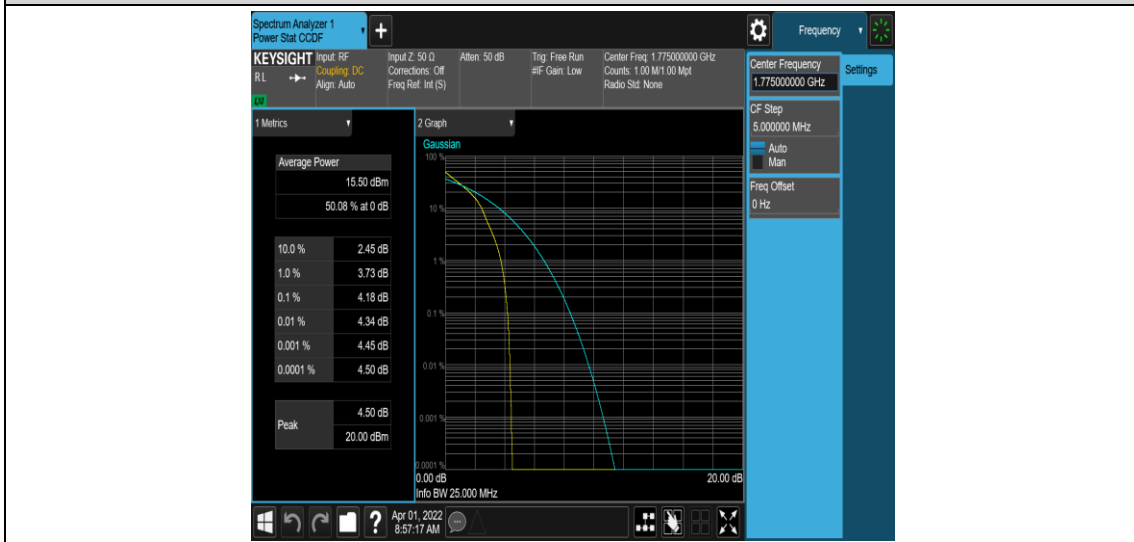 Spectrum Analyzer 1
Power Stat CCDF
+
Frequency
KEYSIGHT
RL
LXI
Input: RF
Coupling: DC
Align: Auto
Input Z: 50 Ω
Corrections: Off
Freq Ref: Int (S)
Atten: 50 dB
Trig: Free Run
#IF Gain: Low
Center Freq: 1.775000000 GHz
Counts: 1.00 M/1.00 Mpt
Radio Std: None
Center Frequency
1.775000000 GHz
Settings
CF Step
5.000000 MHz
Auto
Man
Freq Offset
0 Hz
1 Metrics
Average Power
15.50 dBm
50.08 % at 0 dB
10.0 % 2.45 dB
1.0 % 3.73 dB
0.1 % 4.18 dB
0.01 % 4.34 dB
0.001 % 4.45 dB
0.0001 % 4.50 dB
Peak
4.50 dB
20.00 dBm
2 Graph
Gaussian
100 %
10 %
1 %
0.1 %
0.01 %
0.001 %
0.0001 %
0.00 dB 20.00 dB
Info BW 25.000 MHz
?
Apr 01, 2022
8:57:17 AM